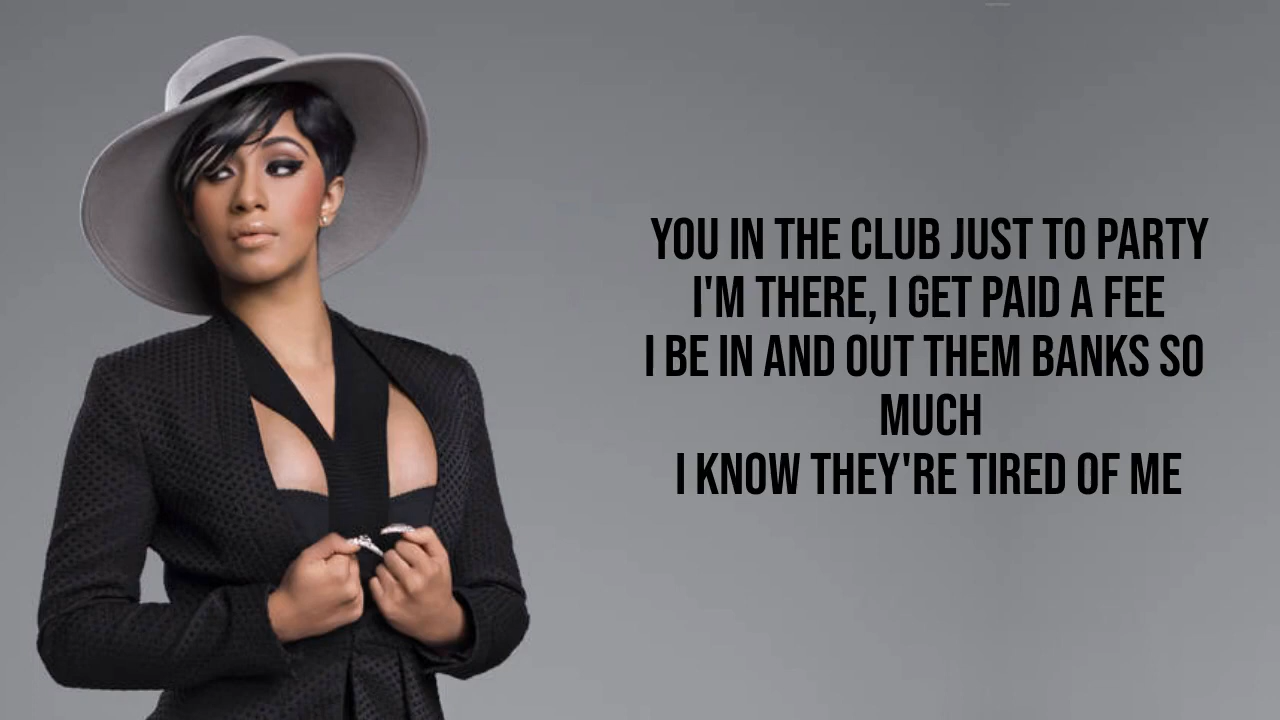 YOU IN THE CLUB JUST TO PARTY
I'M THERE, I GET PAID A FEE
I BE IN AND OUT THEM BANKS SO
MUCH
I KNOW THEY'RE TIRED OF ME